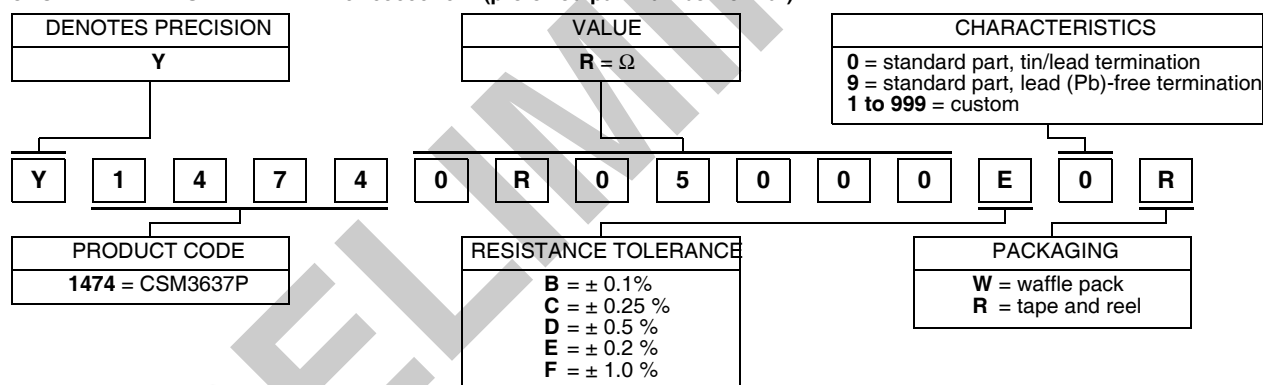 DENOTES PRECISION
Y
VALUE
R = Ω
CHARACTERISTICS
0 = standard part, tin/lead termination
9 = standard part, lead (Pb)-free termination
1 to 999 = custom
Y 1 4 7 4 0 R 0 5 0 0 0 E 0 R
PRODUCT CODE
1474 = CSM3637P
RESISTANCE TOLERANCE
B = ± 0.1%
C = ± 0.25 %
D = ± 0.5 %
E = ± 0.2 %
F = ± 1.0 %
PACKAGING
W = waffle pack
R = tape and reel